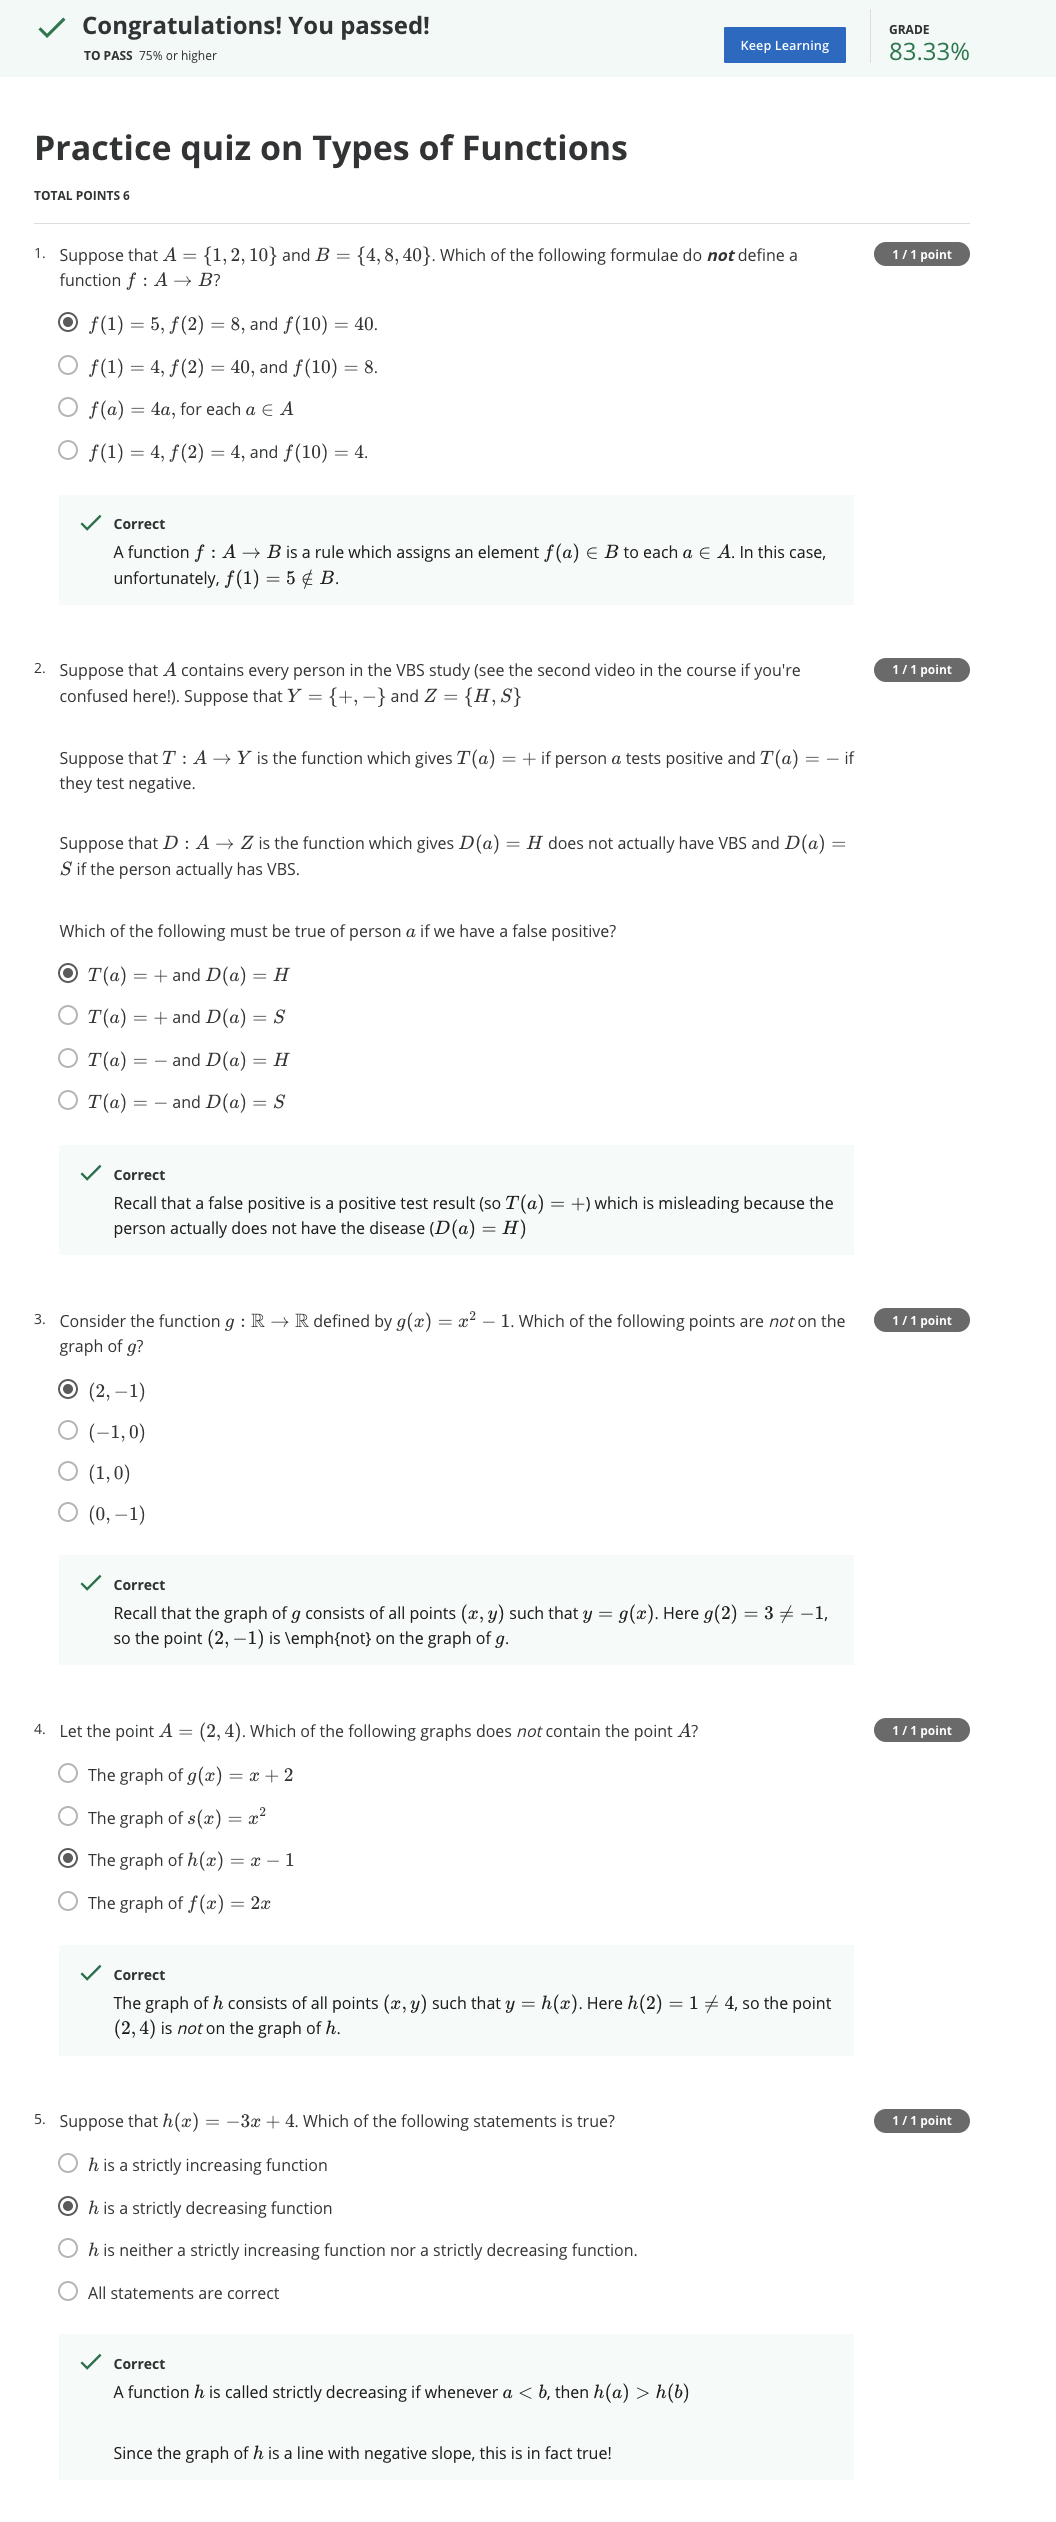 Congratulations! You passed!
TO PASS 75% or higher
Keep Learning
GRADE
83.33%
Practice quiz on Types of Functions
TOTAL POINTS 6
1. Suppose that A = {1, 2, 10} and B = {4, 8, 40}. Which of the following formulae do not define a
function f : A → B?
1 / 1 point
f(1) = 5, f(2) = 8, and f(10) = 40.
f(1) = 4, f(2) = 40, and f(10) = 8.
f(a) = 4a, for each a ∈ A
f(1) = 4, f(2) = 4, and f(10) = 4.
Correct
A function f : A → B is a rule which assigns an element f(a) ∈ B to each a ∈ A. In this case,
unfortunately, f(1) = 5 ∉ B.
2. Suppose that A contains every person in the VBS study (see the second video in the course if you're
confused here!). Suppose that Y = {+, −} and Z = {H, S}
1 / 1 point
Suppose that T : A → Y is the function which gives T(a) = + if person a tests positive and T(a) = − if
they test negative.
Suppose that D : A → Z is the function which gives D(a) = H does not actually have VBS and D(a) =
S if the person actually has VBS.
Which of the following must be true of person a if we have a false positive?
T(a) = + and D(a) = H
T(a) = + and D(a) = S
T(a) = − and D(a) = H
T(a) = − and D(a) = S
Correct
Recall that a false positive is a positive test result (so T(a) = +) which is misleading because the
person actually does not have the disease (D(a) = H)
3. Consider the function g : ℝ → ℝ defined by g(x) = x² − 1. Which of the following points are not on the
graph of g?
1 / 1 point
(2, −1)
(−1, 0)
(1, 0)
(0, −1)
Correct
Recall that the graph of g consists of all points (x, y) such that y = g(x). Here g(2) = 3 ≠ −1,
so the point (2, −1) is \emph{not} on the graph of g.
4. Let the point A = (2, 4). Which of the following graphs does not contain the point A?
1 / 1 point
The graph of g(x) = x + 2
The graph of s(x) = x²
The graph of h(x) = x − 1
The graph of f(x) = 2x
Correct
The graph of h consists of all points (x, y) such that y = h(x). Here h(2) = 1 ≠ 4, so the point
(2, 4) is not on the graph of h.
5. Suppose that h(x) = −3x + 4. Which of the following statements is true?
1 / 1 point
h is a strictly increasing function
h is a strictly decreasing function
h is neither a strictly increasing function nor a strictly decreasing function.
All statements are correct
Correct
A function h is called strictly decreasing if whenever a < b, then h(a) > h(b)
Since the graph of h is a line with negative slope, this is in fact true!